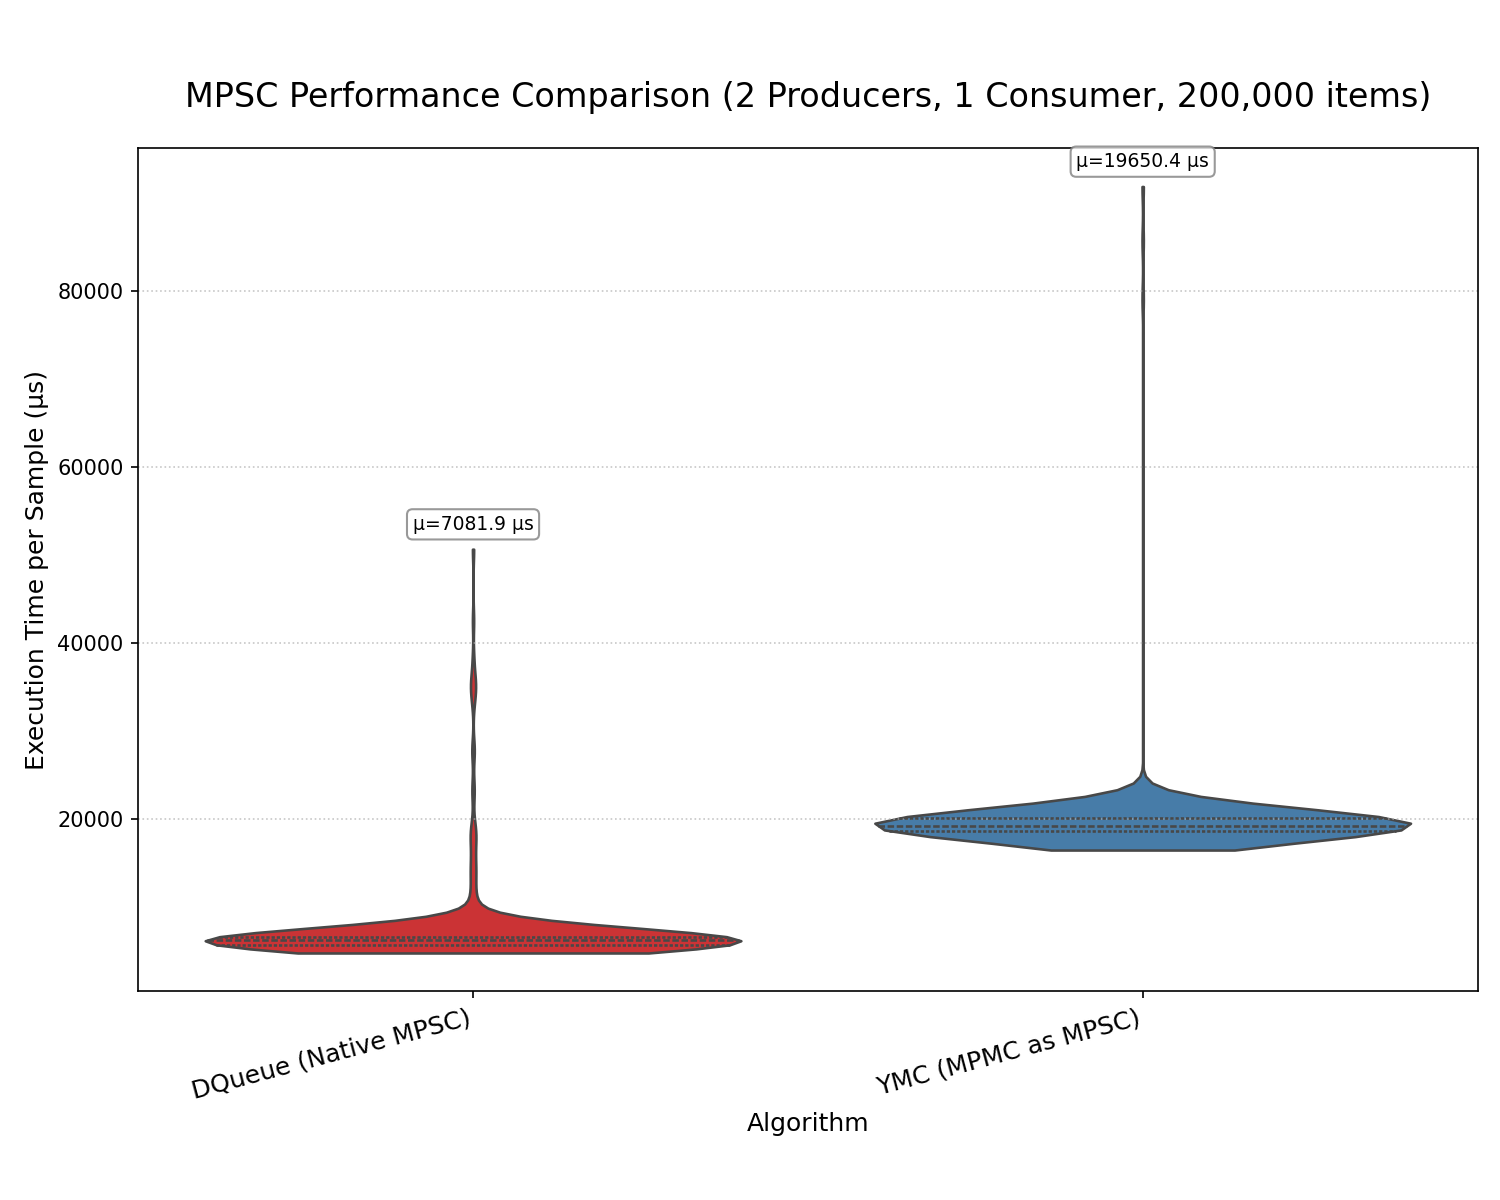 MPSC Performance Comparison (2 Producers, 1 Consumer, 200,000 items)
µ=19650.4 µs
80000
60000
µ=7081.9 µs
40000
20000
Execution Time per Sample (µs)
DQueue (Native MPSC)
YMC (MPMC as MPSC)
Algorithm